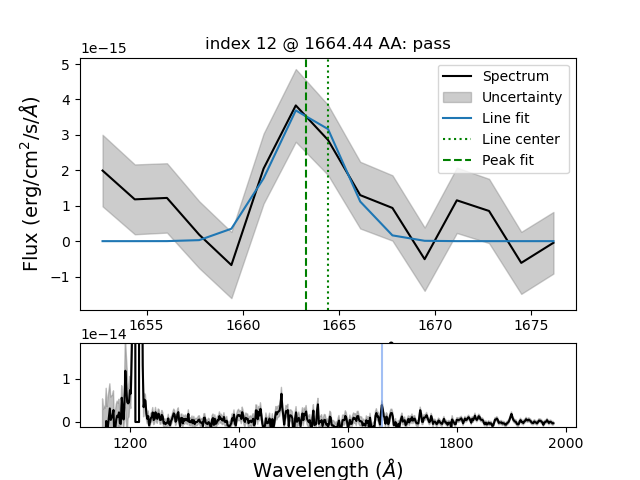 index 12 @ 1664.44 AA: pass
1e−15
Flux (erg/cm²/s/Å)
5
4
3
2
1
0
−1
Spectrum
Uncertainty
Line fit
Line center
Peak fit
1655
1660
1665
1670
1675
1e−14
1
0
1200
1400
1600
1800
2000
Wavelength (Å)